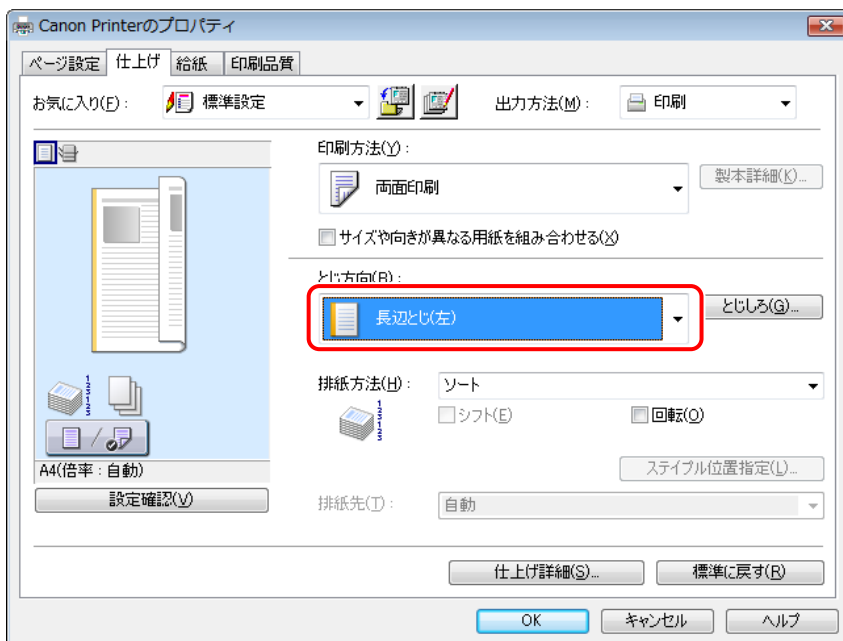 Canon Printerのプロパティ
ページ設定 仕上げ 給紙 印刷品質
お気に入り(F): 標準設定 出力方法(M): 印刷
印刷方法(Y):
両面印刷 製本詳細(K)...
サイズや向きが異なる用紙を組み合わせる(X)
とじ方向(B):
長辺とじ(左) とじしろ(G)...
排紙方法(H): ソート
シフト(E) 回転(O)
A4(倍率:自動) ステイプル位置指定(L)...
設定確認(V) 排紙先(T): 自動
仕上げ詳細(S)... 標準に戻す(R)
OK キャンセル ヘルプ